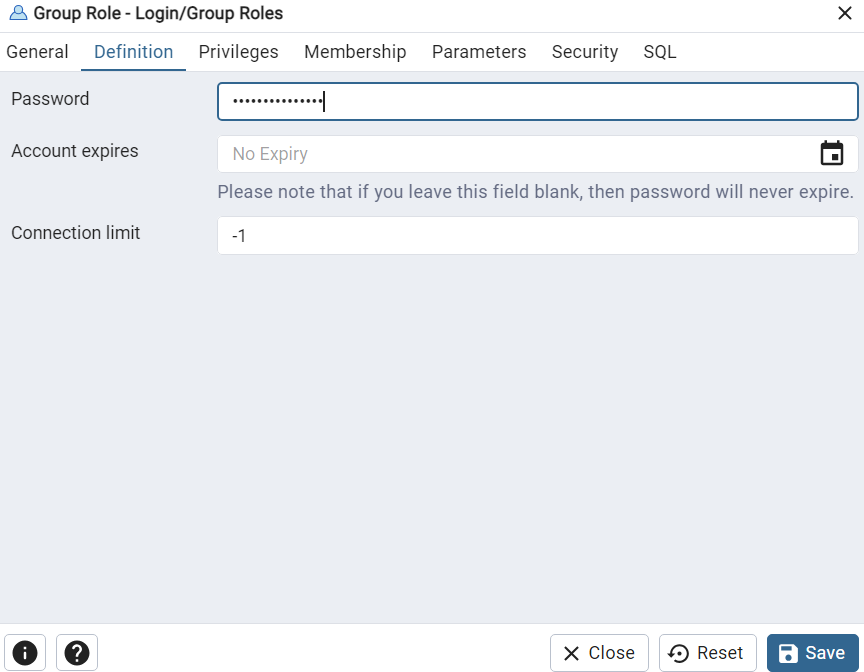 Group Role - Login/Group Roles
General Definition Privileges Membership Parameters Security SQL
Password •••••••••••••••
Account expires No Expiry
Please note that if you leave this field blank, then password will never expire.
Connection limit -1
Close Reset Save